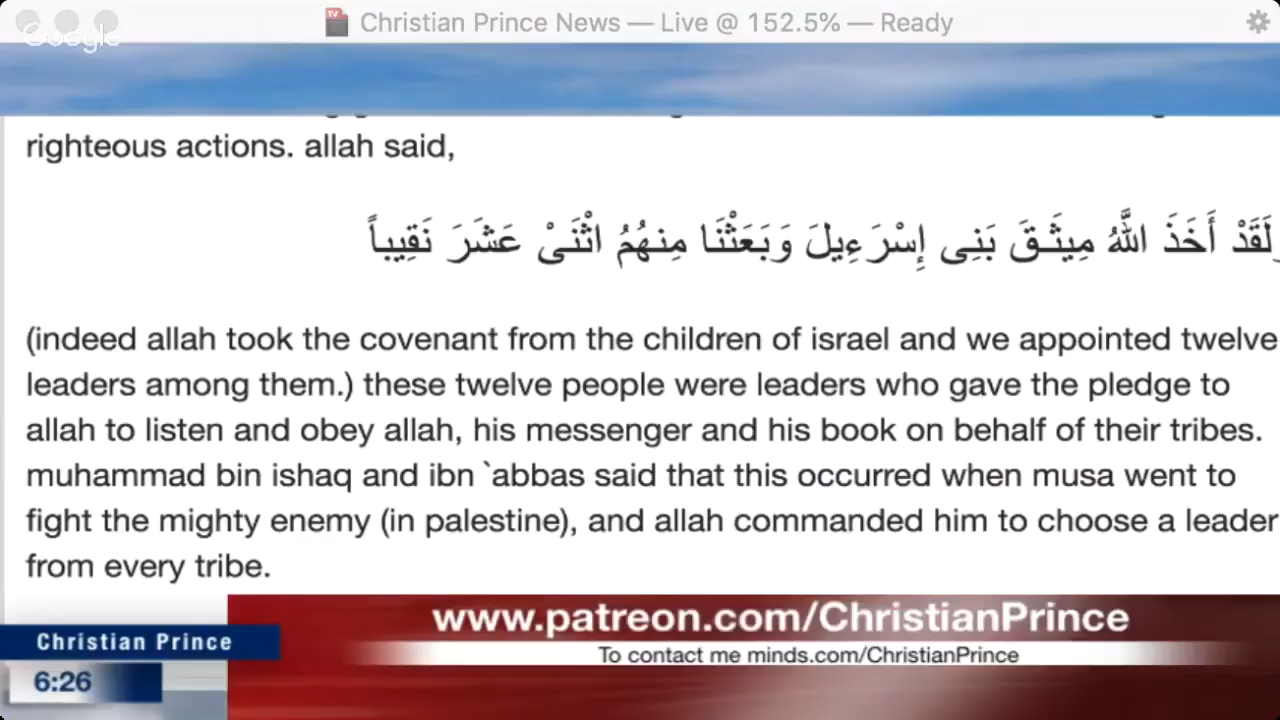 Christian Prince News — Live @ 152.5% — Ready
Google
righteous actions. allah said,
وَلَقَدْ أَخَذَ اللَّهُ مِيثَـقَ بَنِى إِسْرَءِيلَ وَبَعَثْنَا مِنهُمُ اثْنَىْ عَشَرَ نَقِيباً
(indeed allah took the covenant from the children of israel and we appointed twelve
leaders among them.) these twelve people were leaders who gave the pledge to
allah to listen and obey allah, his messenger and his book on behalf of their tribes.
muhammad bin ishaq and ibn `abbas said that this occurred when musa went to
fight the mighty enemy (in palestine), and allah commanded him to choose a leader
from every tribe.
www.patreon.com/ChristianPrince
To contact me minds.com/ChristianPrince
Christian Prince
6:26